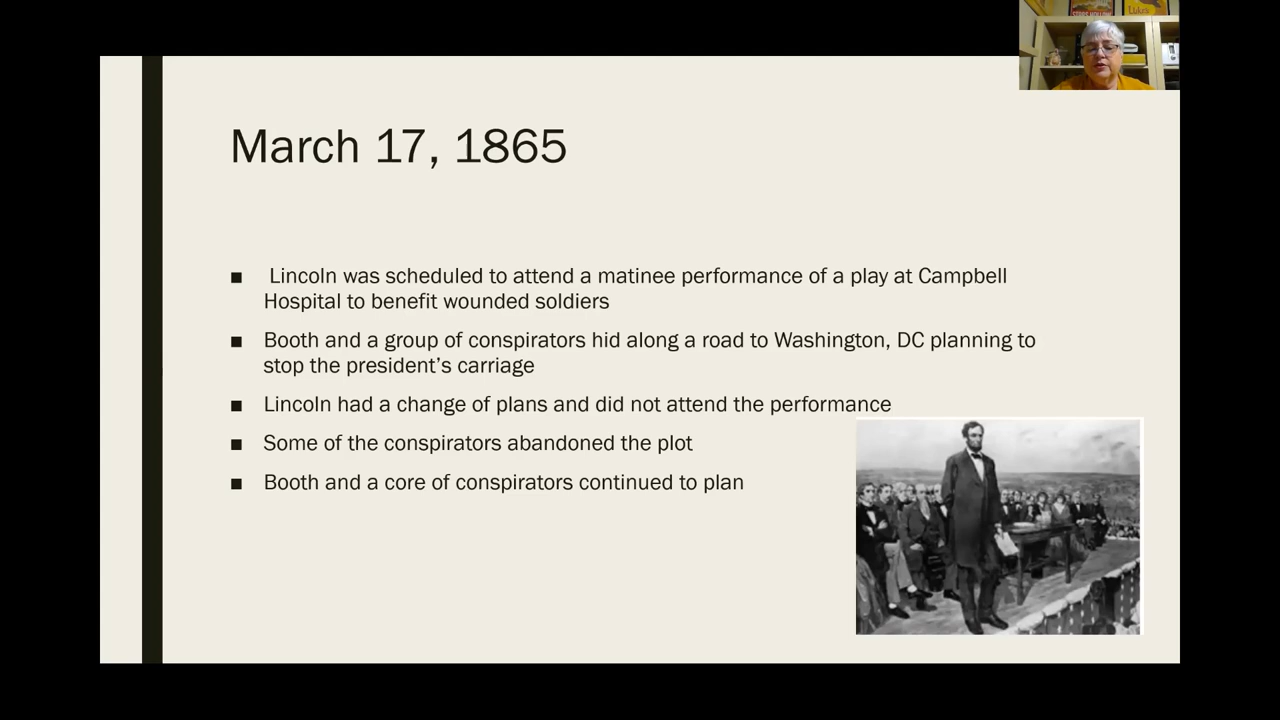 March 17, 1865
■ Lincoln was scheduled to attend a matinee performance of a play at Campbell
Hospital to benefit wounded soldiers
■ Booth and a group of conspirators hid along a road to Washington, DC planning to
stop the president’s carriage
■ Lincoln had a change of plans and did not attend the performance
■ Some of the conspirators abandoned the plot
■ Booth and a core of conspirators continued to plan